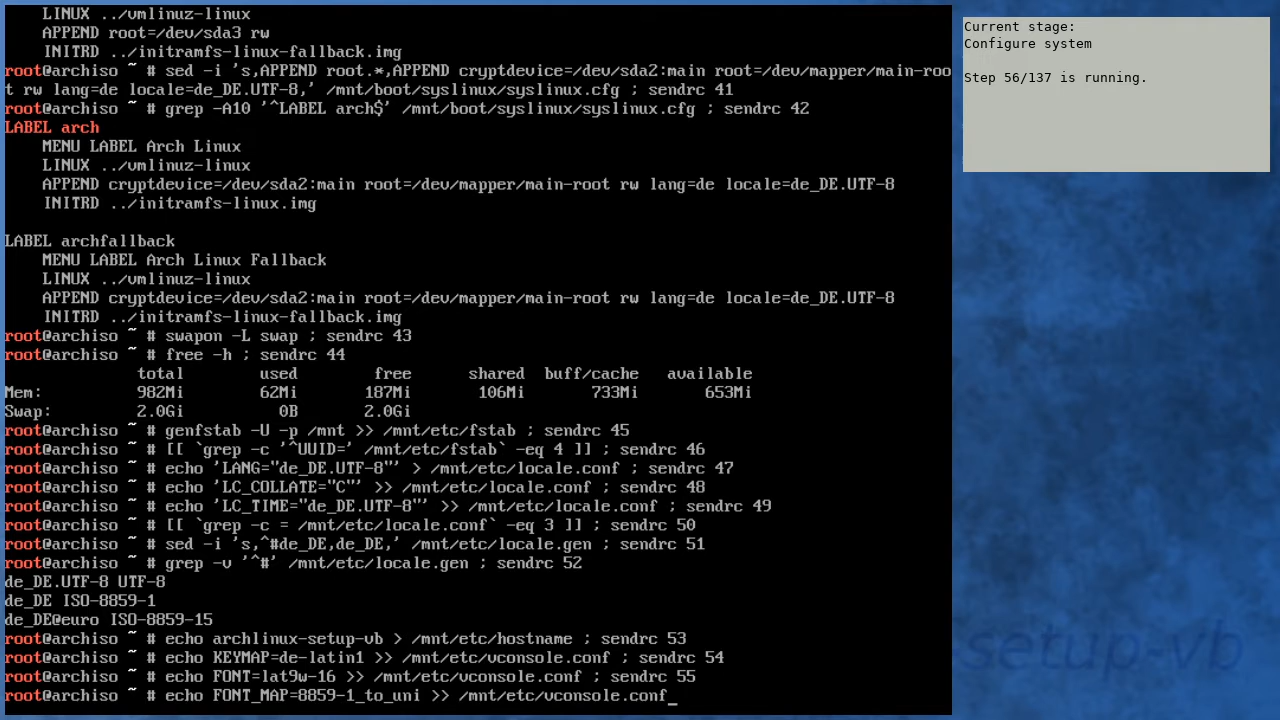 LINUX ../vmlinuz-linux
    APPEND root=/dev/sda3 rw
    INITRD ../initramfs-linux-fallback.img
root@archiso ~ # sed -i 's,APPEND root.*,APPEND cryptdevice=/dev/sda2:main root=/dev/mapper/main-roo
t rw lang=de locale=de_DE.UTF-8,' /mnt/boot/syslinux/syslinux.cfg ; sendrc 41
root@archiso ~ # grep -A10 '^LABEL arch$' /mnt/boot/syslinux/syslinux.cfg ; sendrc 42
LABEL arch
    MENU LABEL Arch Linux
    LINUX ../vmlinuz-linux
    APPEND cryptdevice=/dev/sda2:main root=/dev/mapper/main-root rw lang=de locale=de_DE.UTF-8
    INITRD ../initramfs-linux.img

LABEL archfallback
    MENU LABEL Arch Linux Fallback
    LINUX ../vmlinuz-linux
    APPEND cryptdevice=/dev/sda2:main root=/dev/mapper/main-root rw lang=de locale=de_DE.UTF-8
    INITRD ../initramfs-linux-fallback.img
root@archiso ~ # swapon -L swap ; sendrc 43
root@archiso ~ # free -h ; sendrc 44
              total        used        free      shared  buff/cache   available
Mem:          982Mi        62Mi       187Mi       106Mi       733Mi       653Mi
Swap:         2.0Gi          0B       2.0Gi
root@archiso ~ # genfstab -U -p /mnt >> /mnt/etc/fstab ; sendrc 45
root@archiso ~ # [[ `grep -c '^UUID=' /mnt/etc/fstab` -eq 4 ]] ; sendrc 46
root@archiso ~ # echo 'LANG="de_DE.UTF-8"' > /mnt/etc/locale.conf ; sendrc 47
root@archiso ~ # echo 'LC_COLLATE="C"' >> /mnt/etc/locale.conf ; sendrc 48
root@archiso ~ # echo 'LC_TIME="de_DE.UTF-8"' >> /mnt/etc/locale.conf ; sendrc 49
root@archiso ~ # [[ `grep -c = /mnt/etc/locale.conf` -eq 3 ]] ; sendrc 50
root@archiso ~ # sed -i 's,^#de_DE,de_DE,' /mnt/etc/locale.gen ; sendrc 51
root@archiso ~ # grep -v '^#' /mnt/etc/locale.gen ; sendrc 52
de_DE.UTF-8 UTF-8
de_DE ISO-8859-1
de_DE@euro ISO-8859-15
root@archiso ~ # echo archlinux-setup-vb > /mnt/etc/hostname ; sendrc 53
root@archiso ~ # echo KEYMAP=de-latin1 >> /mnt/etc/vconsole.conf ; sendrc 54
root@archiso ~ # echo FONT=lat9w-16 >> /mnt/etc/vconsole.conf ; sendrc 55
root@archiso ~ # echo FONT_MAP=8859-1_to_uni >> /mnt/etc/vconsole.conf_
Current stage:
Configure system

Step 56/137 is running.
setup-vb